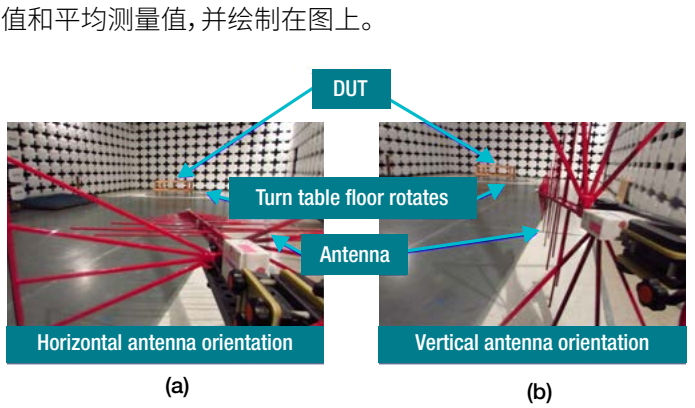 值和平均测量值，并绘制在图上。
DUT
Turn table floor rotates
Antenna
Horizontal antenna orientation
Vertical antenna orientation
(a)
(b)